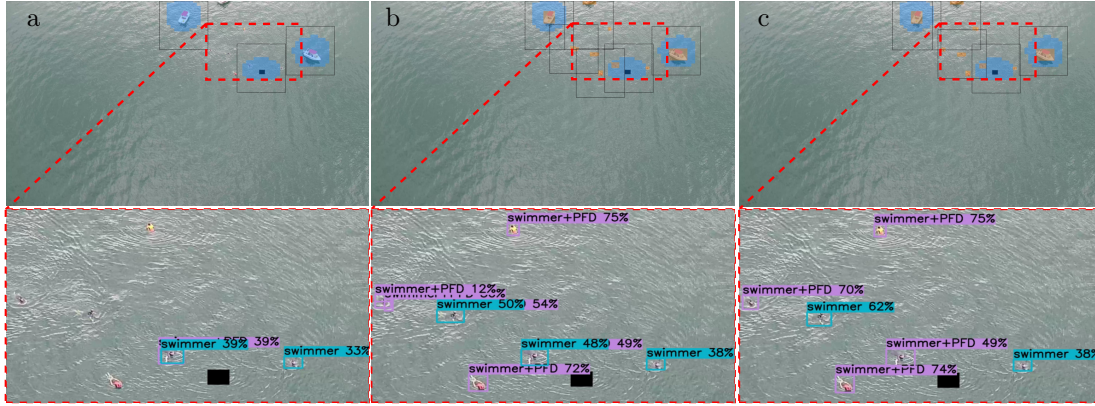 a
b
c
swimmer 39%
39%
swimmer 33%
swimmer+PFD 75%
swimmer+PFD 12%
swimmer 50%
54%
swimmer 48%
49%
swimmer 38%
swimmer+PFD 72%
swimmer+PFD 75%
swimmer+PFD 70%
swimmer 62%
swimmer+PFD 49%
swimmer 38%
swimmer+PFD 74%